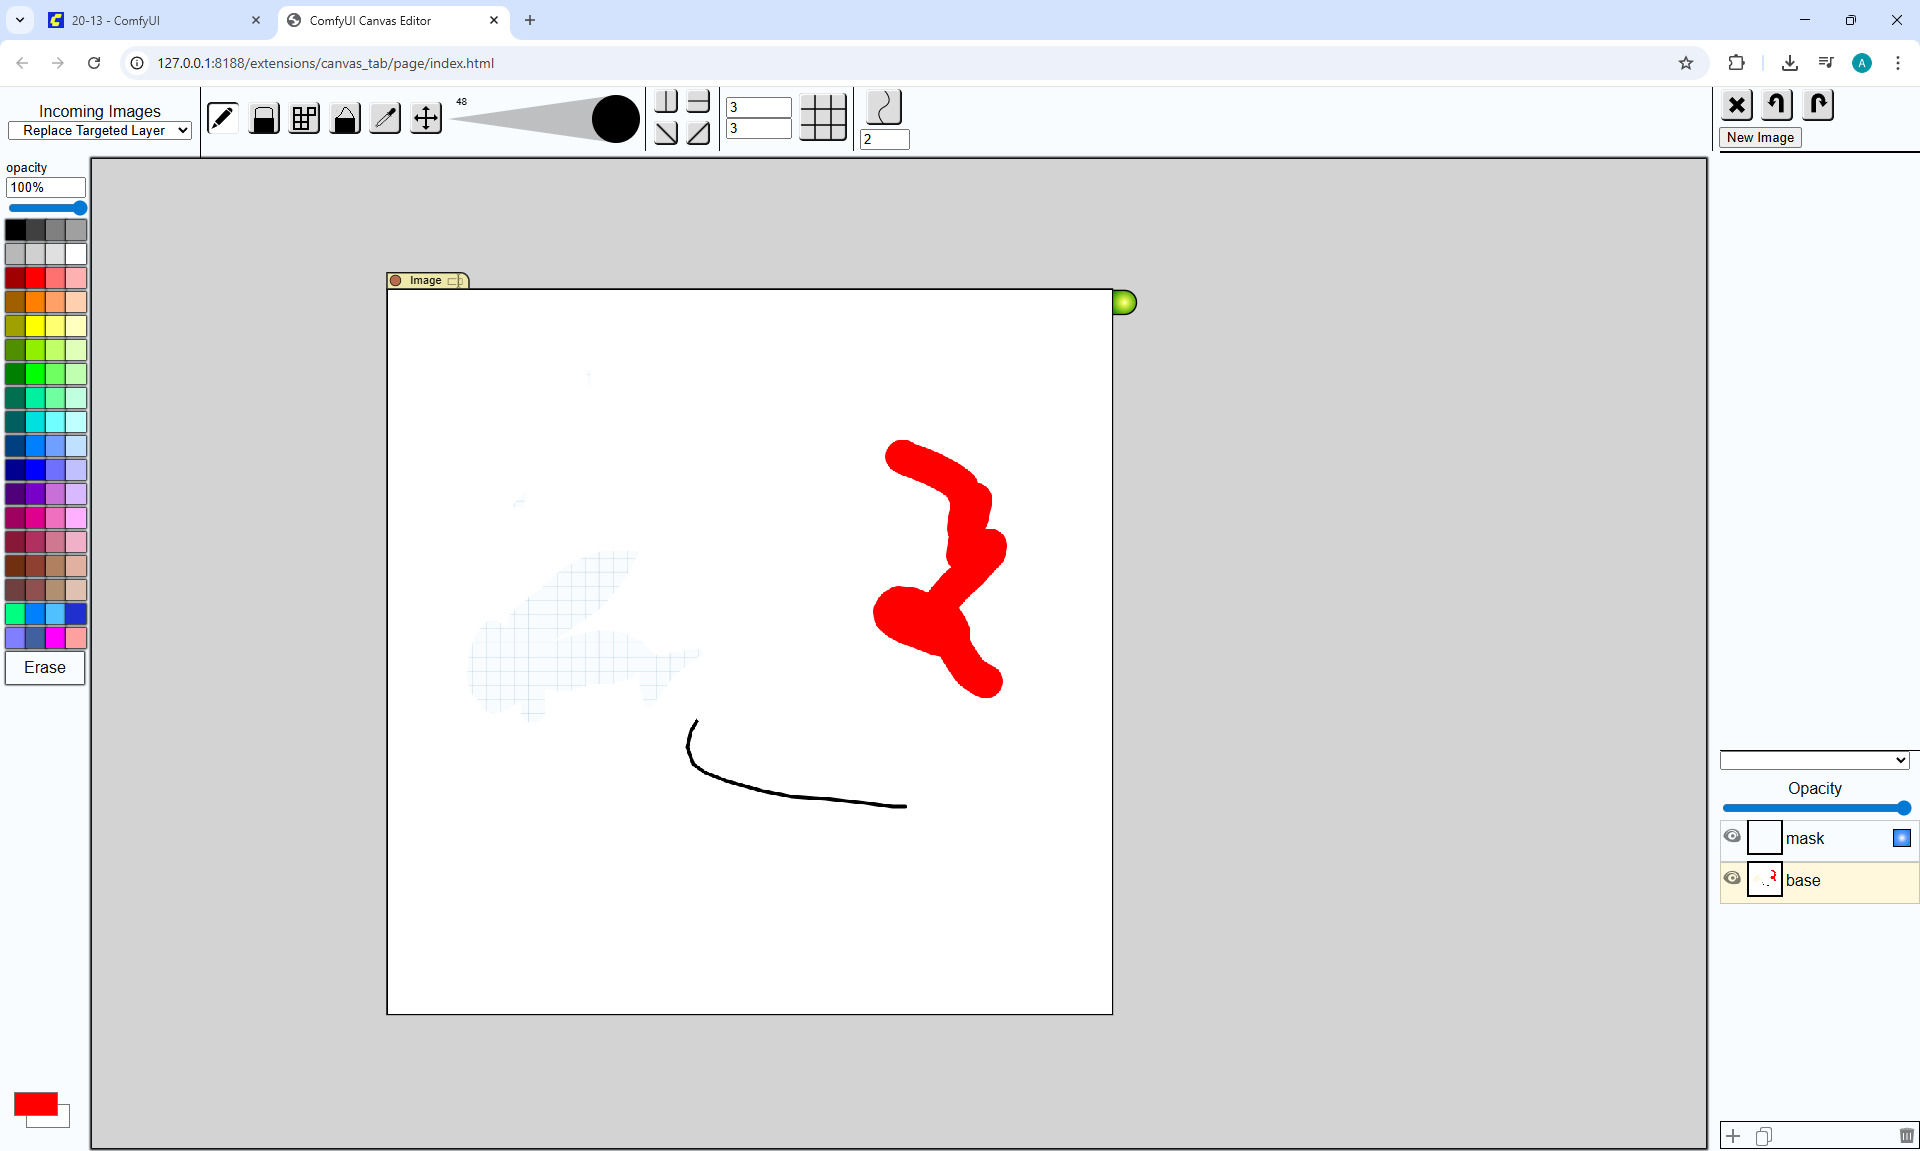 20-13 - ComfyUI
ComfyUI Canvas Editor
127.0.0.1:8188/extensions/canvas_tab/page/index.html
A
Incoming Images
Replace Targeted Layer
48
3
3
2
New Image
opacity
100%
Image
Erase
Opacity
mask
base